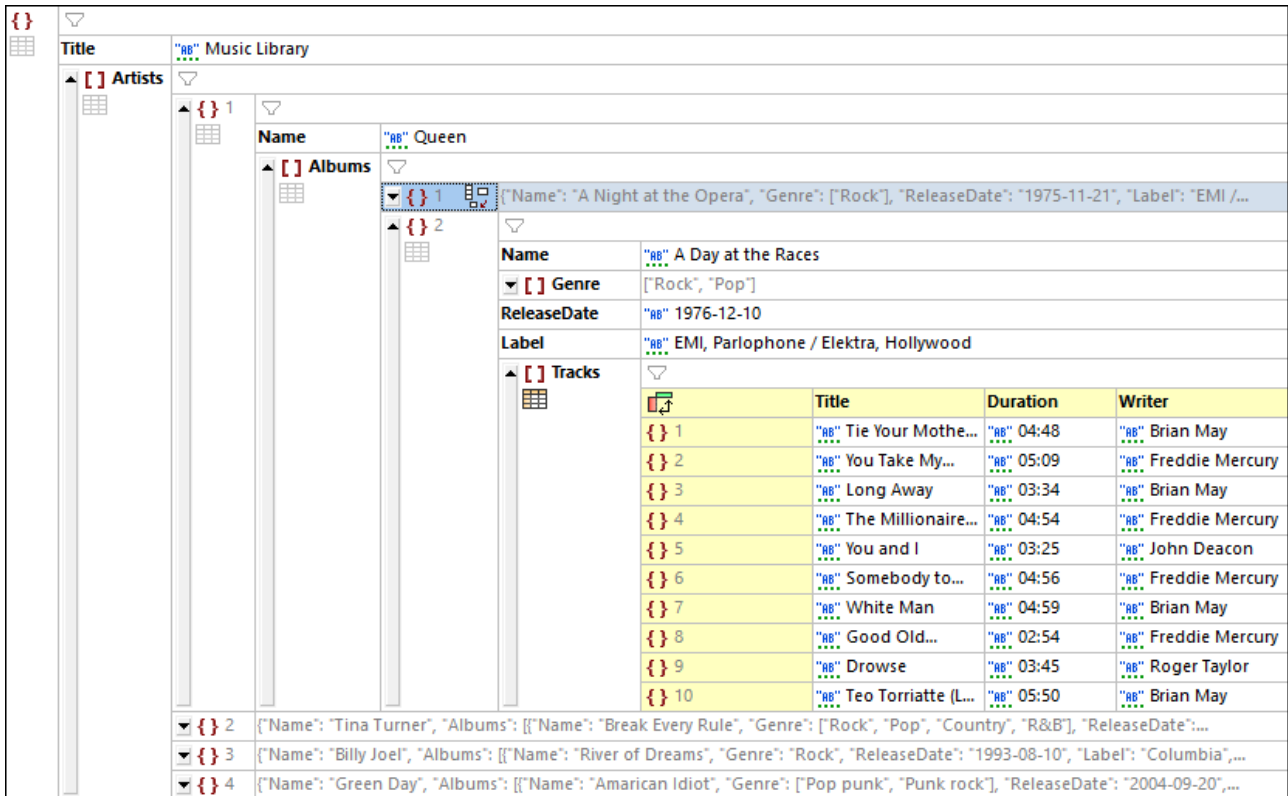 { }
Title "AB" Music Library
[ ] Artists
{ } 1
Name "AB" Queen
[ ] Albums
{ } 1 {"Name": "A Night at the Opera", "Genre": ["Rock"], "ReleaseDate": "1975-11-21", "Label": "EMI /...
{ } 2
Name "AB" A Day at the Races
[ ] Genre ["Rock", "Pop"]
ReleaseDate "AB" 1976-12-10
Label "AB" EMI, Parlophone / Elektra, Hollywood
[ ] Tracks
Title Duration Writer
{ } 1 "AB" Tie Your Mothe... "AB" 04:48 "AB" Brian May
{ } 2 "AB" You Take My... "AB" 05:09 "AB" Freddie Mercury
{ } 3 "AB" Long Away "AB" 03:34 "AB" Brian May
{ } 4 "AB" The Millionaire... "AB" 04:54 "AB" Freddie Mercury
{ } 5 "AB" You and I "AB" 03:25 "AB" John Deacon
{ } 6 "AB" Somebody to... "AB" 04:56 "AB" Freddie Mercury
{ } 7 "AB" White Man "AB" 04:59 "AB" Brian May
{ } 8 "AB" Good Old... "AB" 02:54 "AB" Freddie Mercury
{ } 9 "AB" Drowse "AB" 03:45 "AB" Roger Taylor
{ } 10 "AB" Teo Torriatte (L... "AB" 05:50 "AB" Brian May
{ } 2 {"Name": "Tina Turner", "Albums": [{"Name": "Break Every Rule", "Genre": ["Rock", "Pop", "Country", "R&B"], "ReleaseDate":...
{ } 3 {"Name": "Billy Joel", "Albums": [{"Name": "River of Dreams", "Genre": "Rock", "ReleaseDate": "1993-08-10", "Label": "Columbia",...
{ } 4 {"Name": "Green Day", "Albums": [{"Name": "Amarican Idiot", "Genre": ["Pop punk", "Punk rock"], "ReleaseDate": "2004-09-20",...